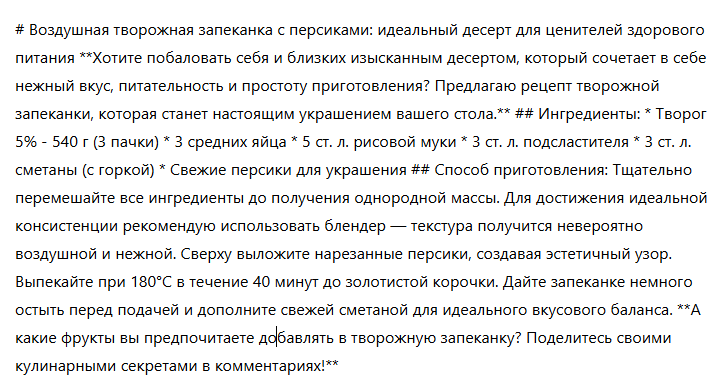 # Воздушная творожная запеканка с персиками: идеальный десерт для ценителей здорового
питания **Хотите побаловать себя и близких изысканным десертом, который сочетает в себе
нежный вкус, питательность и простоту приготовления? Предлагаю рецепт творожной
запеканки, которая станет настоящим украшением вашего стола.** ## Ингредиенты: * Творог
5% - 540 г (3 пачки) * 3 средних яйца * 5 ст. л. рисовой муки * 3 ст. л. подсластителя * 3 ст. л.
сметаны (с горкой) * Свежие персики для украшения ## Способ приготовления: Тщательно
перемешайте все ингредиенты до получения однородной массы. Для достижения идеальной
консистенции рекомендую использовать блендер — текстура получится невероятно
воздушной и нежной. Сверху выложите нарезанные персики, создавая эстетичный узор.
Выпекайте при 180°C в течение 40 минут до золотистой корочки. Дайте запеканке немного
остыть перед подачей и дополните свежей сметаной для идеального вкусового баланса. **А
какие фрукты вы предпочитаете добавлять в творожную запеканку? Поделитесь своими
кулинарными секретами в комментариях!**